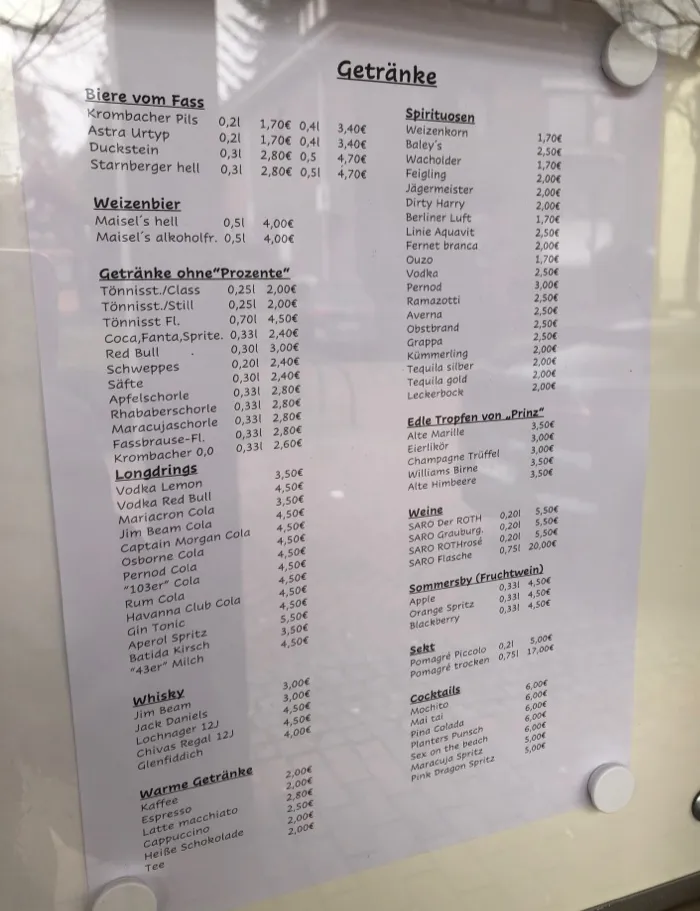 Getränke
Biere vom Fass
Krombacher Pils 0,2l 1,70€ 0,4l 3,40€
Astra Urtyp 0,2l 1,70€ 0,4l 3,40€
Duckstein 0,3l 2,80€ 0,5 4,70€
Starnberger hell 0,3l 2,80€ 0,5l 4,70€
Weizenbier
Maisel´s hell 0,5l 4,00€
Maisel´s alkoholfr. 0,5l 4,00€
Getränke ohne"Prozente"
Tönnisst./Class 0,25l 2,00€
Tönnisst./Still 0,25l 2,00€
Tönnisst Fl. 0,70l 4,50€
Coca,Fanta,Sprite. 0,33l 2,40€
Red Bull 0,30l 3,00€
Schweppes 0,20l 2,40€
Säfte 0,30l 2,40€
Apfelschorle 0,33l 2,80€
Rhababerschorle 0,33l 2,80€
Maracujaschorle 0,33l 2,80€
Fassbrause-Fl. 0,33l 2,80€
Krombacher 0,0 0,33l 2,60€
Longdrings
Vodka Lemon 3,50€
Vodka Red Bull 4,50€
Mariacron Cola 3,50€
Jim Beam Cola 4,50€
Captain Morgan Cola 4,50€
Osborne Cola 4,50€
Pernod Cola 4,50€
"103er" Cola 4,50€
Rum Cola 4,50€
Havanna Club Cola 4,50€
Gin Tonic 4,50€
Aperol Spritz 5,50€
Batida Kirsch 3,50€
"43er" Milch 4,50€
Whisky
Jim Beam 3,00€
Jack Daniels 3,00€
Lochnager 12J 4,50€
Chivas Regal 12J 4,50€
Glenfiddich 4,00€
Warme Getränke
Kaffee 2,00€
Espresso 2,00€
Latte macchiato 2,80€
Cappuccino 2,50€
Heiße Schokolade 2,00€
Tee 2,00€
Spirituosen
Weizenkorn 1,70€
Baley's 2,50€
Wacholder 1,70€
Feigling 2,00€
Jägermeister 2,00€
Dirty Harry 2,00€
Berliner Luft 1,70€
Linie Aquavit 2,50€
Fernet branca 2,00€
Ouzo 1,70€
Vodka 2,50€
Pernod 3,00€
Ramazotti 2,50€
Averna 2,50€
Obstbrand 2,50€
Grappa 2,50€
Kümmerling 2,00€
Tequila silber 2,00€
Tequila gold 2,00€
Leckerbock 2,00€
Edle Tropfen von „Prinz"
Alte Marille 3,50€
Eierlikör 3,00€
Champagne Trüffel 3,00€
Williams Birne 3,50€
Alte Himbeere 3,50€
Weine
SARO Der ROTH 0,20l 5,50€
SARO Grauburg. 0,20l 5,50€
SARO ROTHrosé 0,20l 5,50€
SARO Flasche 0,75l 20,00€
Sommersby (Fruchtwein)
Apple 0,33l 4,50€
Orange Spritz 0,33l 4,50€
Blackberry 0,33l 4,50€
Sekt
Pomagré Piccolo 0,2l 5,00€
Pomagré trocken 0,75l 17,00€
Cocktails
Mochito 6,00€
Mai tai 6,00€
Pina Colada 6,00€
Planters Punsch 6,00€
Sex on the beach 6,00€
Maracuja Spritz 5,00€
Pink Dragon Spritz 5,00€